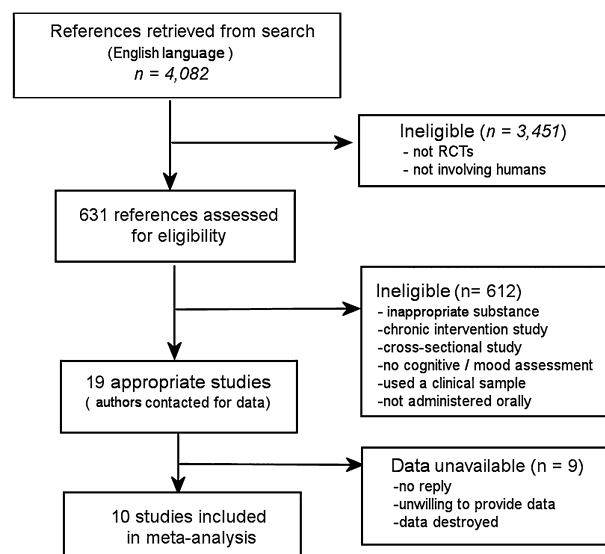 References retrieved from search
(English language )
n = 4,082
Ineligible (n = 3,451)
- not RCTs
- not involving humans
631 references assessed
for eligibility
Ineligible (n= 612)
- inappropriate substance
-chronic intervention study
-cross-sectional study
-no cognitive / mood assessment
-used a clinical sample
-not administered orally
19 appropriate studies
( authors contacted for data)
Data unavailable (n = 9)
-no reply
-unwilling to provide data
-data destroyed
10 studies included
in meta-analysis